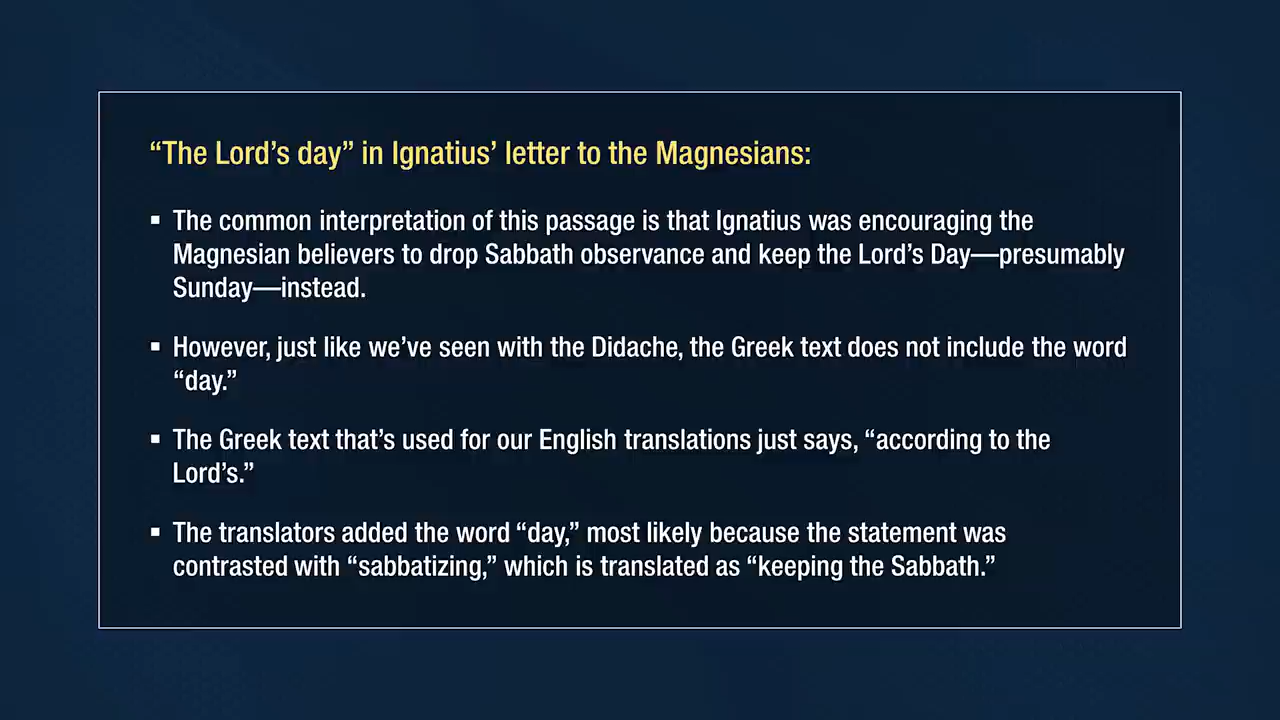 “The Lord’s day” in Ignatius’ letter to the Magnesians:
▪ The common interpretation of this passage is that Ignatius was encouraging the
Magnesian believers to drop Sabbath observance and keep the Lord’s Day—presumably
Sunday—instead.
▪ However, just like we’ve seen with the Didache, the Greek text does not include the word
“day.”
▪ The Greek text that’s used for our English translations just says, “according to the
Lord’s.”
▪ The translators added the word “day,” most likely because the statement was
contrasted with “sabbatizing,” which is translated as “keeping the Sabbath.”